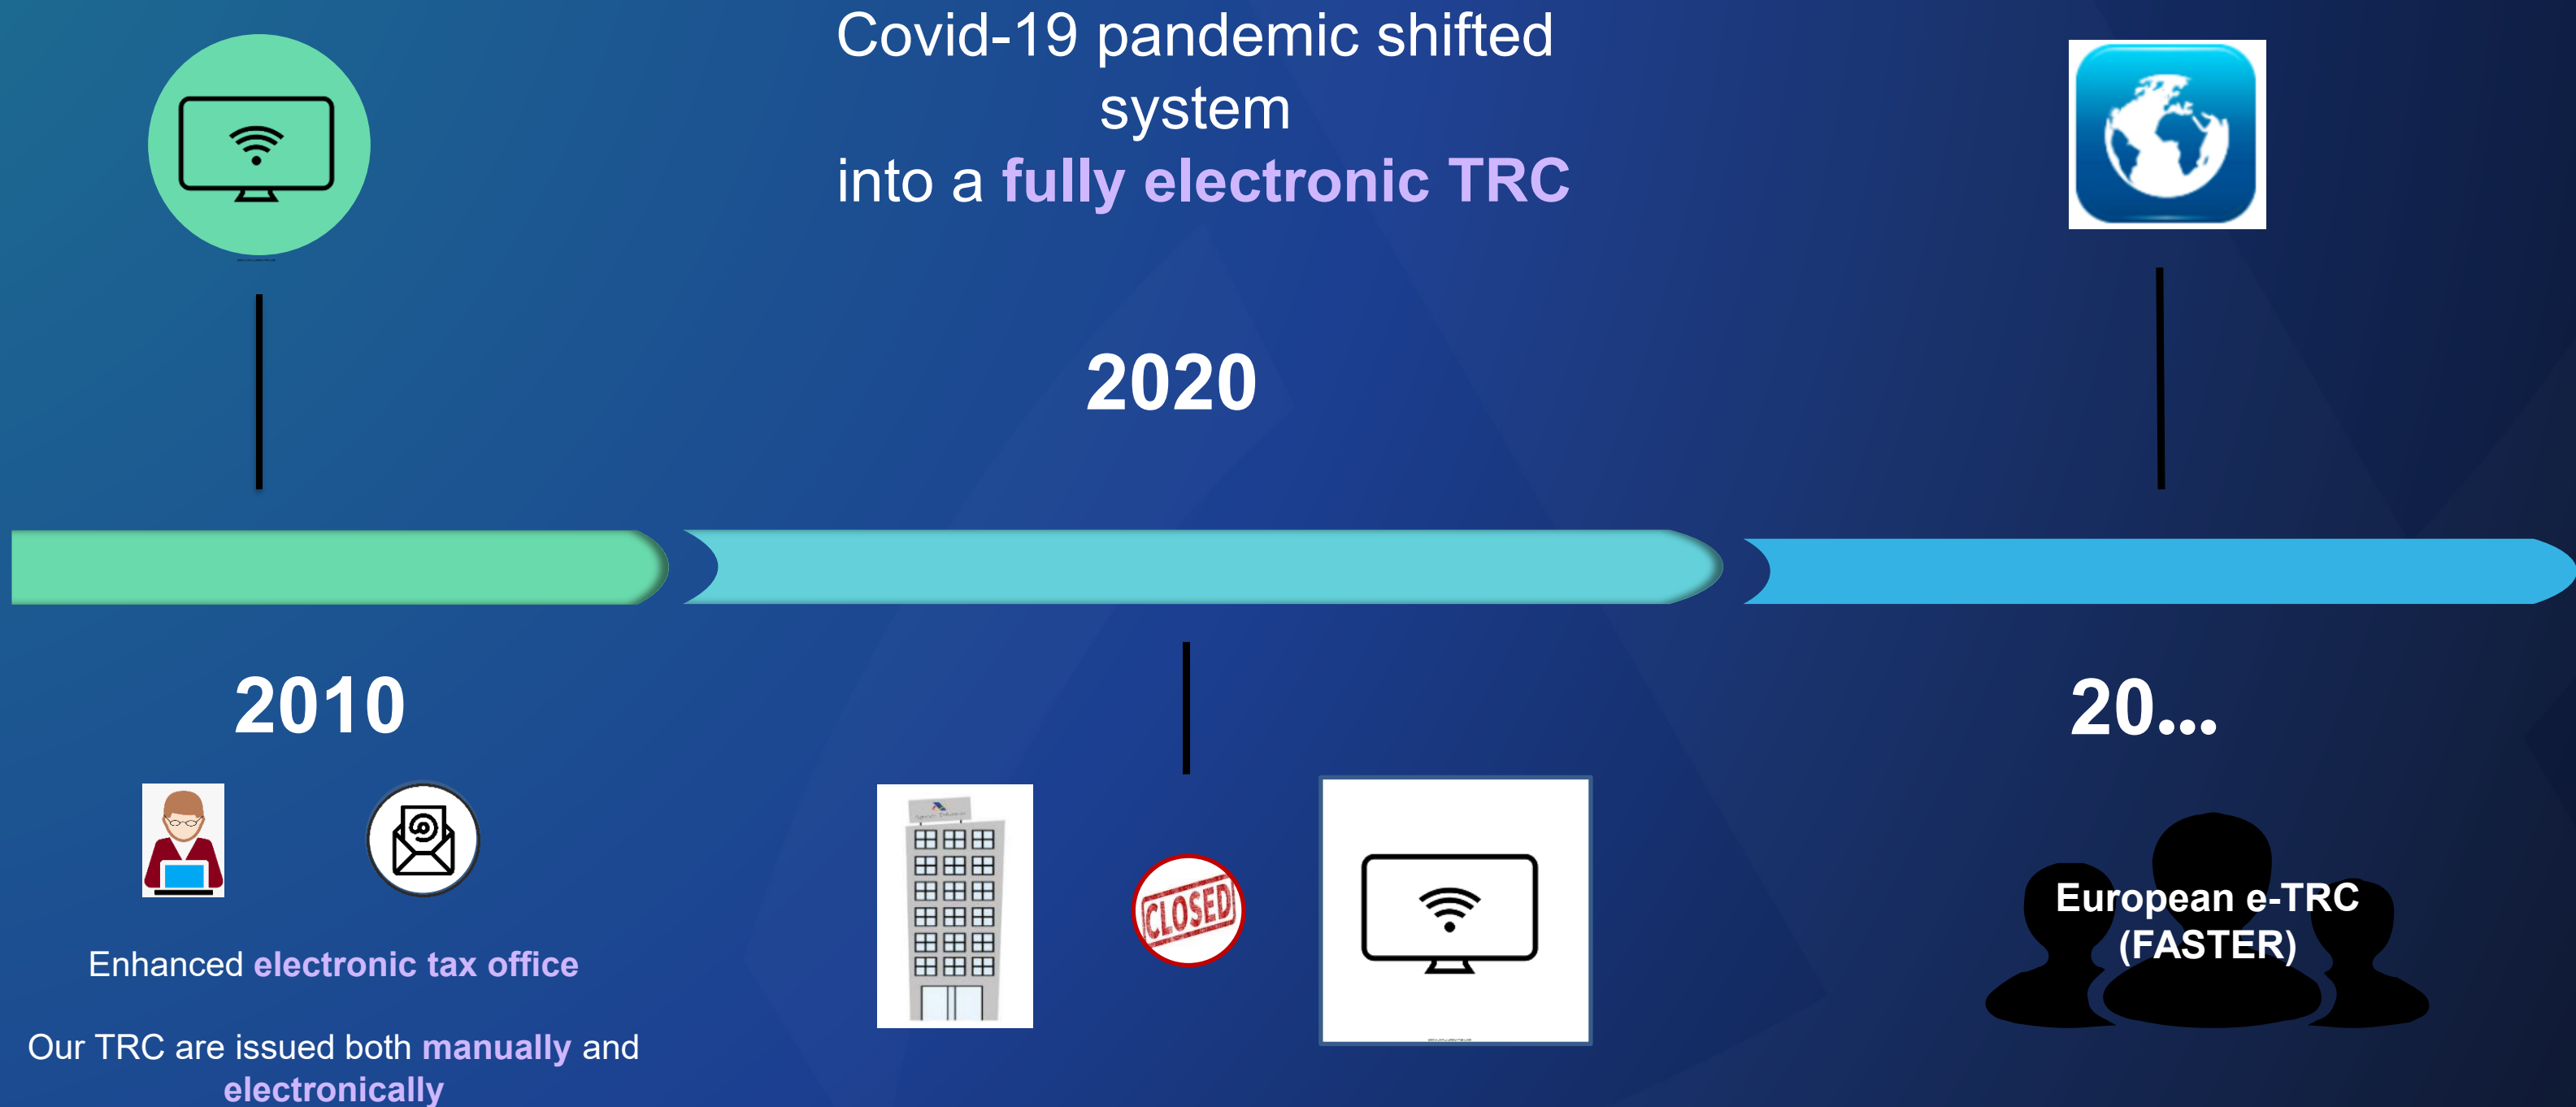 Covid-19 pandemic shifted
system
into a fully electronic TRC
2020
2010
Enhanced electronic tax office
Our TRC are issued both manually and
electronically
CLOSED
20...
European e-TRC
(FASTER)